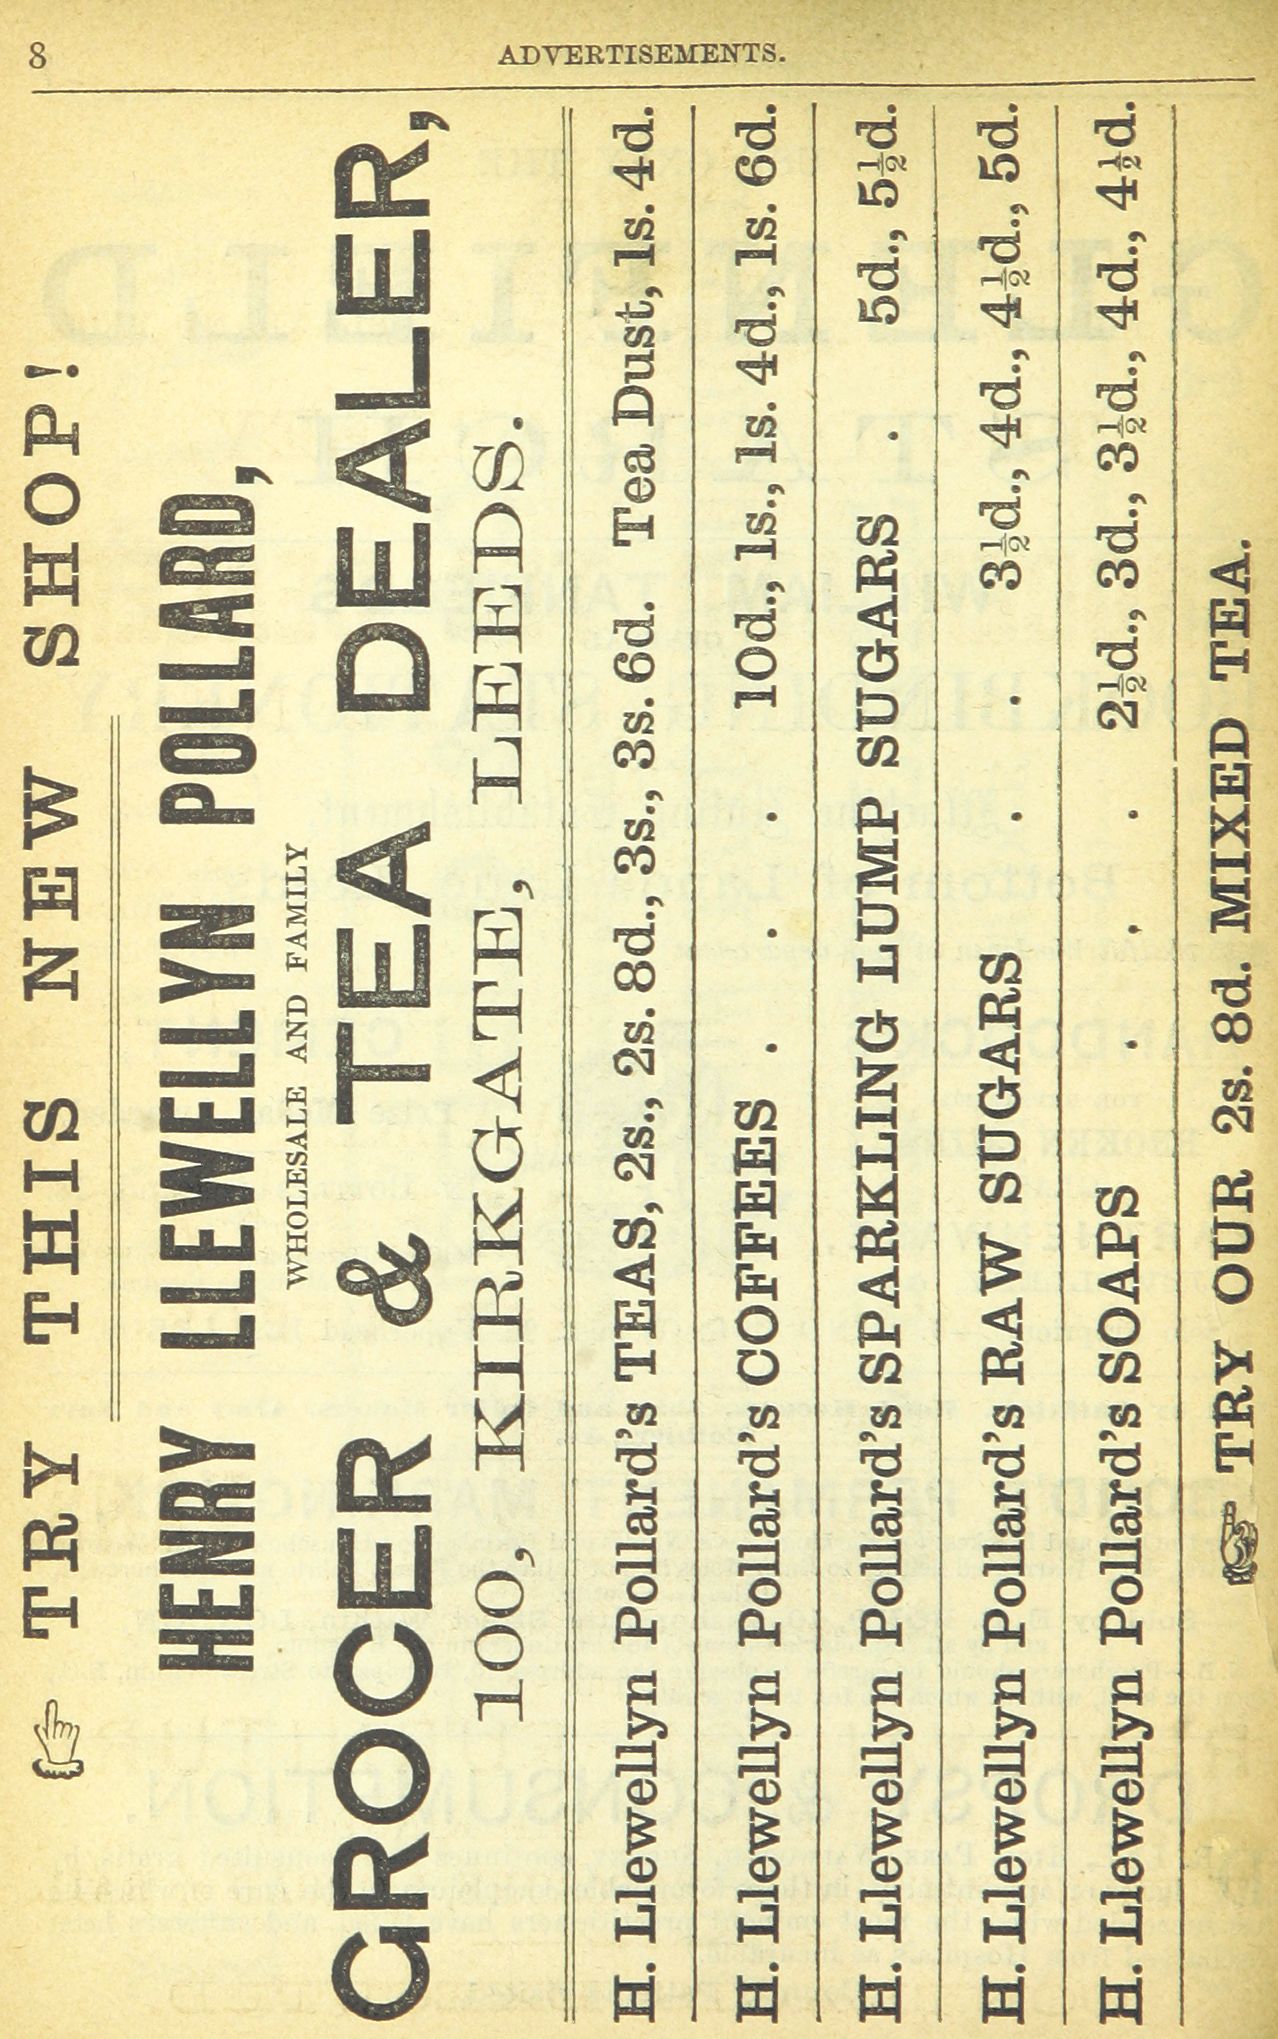 8
ADVERTISEMENTS.
☞ TRY THIS NEW SHOP!
HENRY LLEWELLYN POLLARD,
WHOLESALE AND FAMILY
GROCER & TEA DEALER,
100, KIRKGATE, LEEDS.
H. Llewellyn Pollard's TEAS, 2s., 2s. 8d., 3s., 3s. 6d. Tea Dust, 1s. 4d.
H. Llewellyn Pollard's COFFEES . . . 10d., 1s., 1s. 4d., 1s. 6d.
H. Llewellyn Pollard's SPARKLING LUMP SUGARS . 5d., 5½d.
H. Llewellyn Pollard's RAW SUGARS . . 3½d., 4d., 4½d., 5d.
H. Llewellyn Pollard's SOAPS . . . 2½d., 3d., 3½d., 4d., 4½d.
☞ TRY OUR 2s. 8d. MIXED TEA.